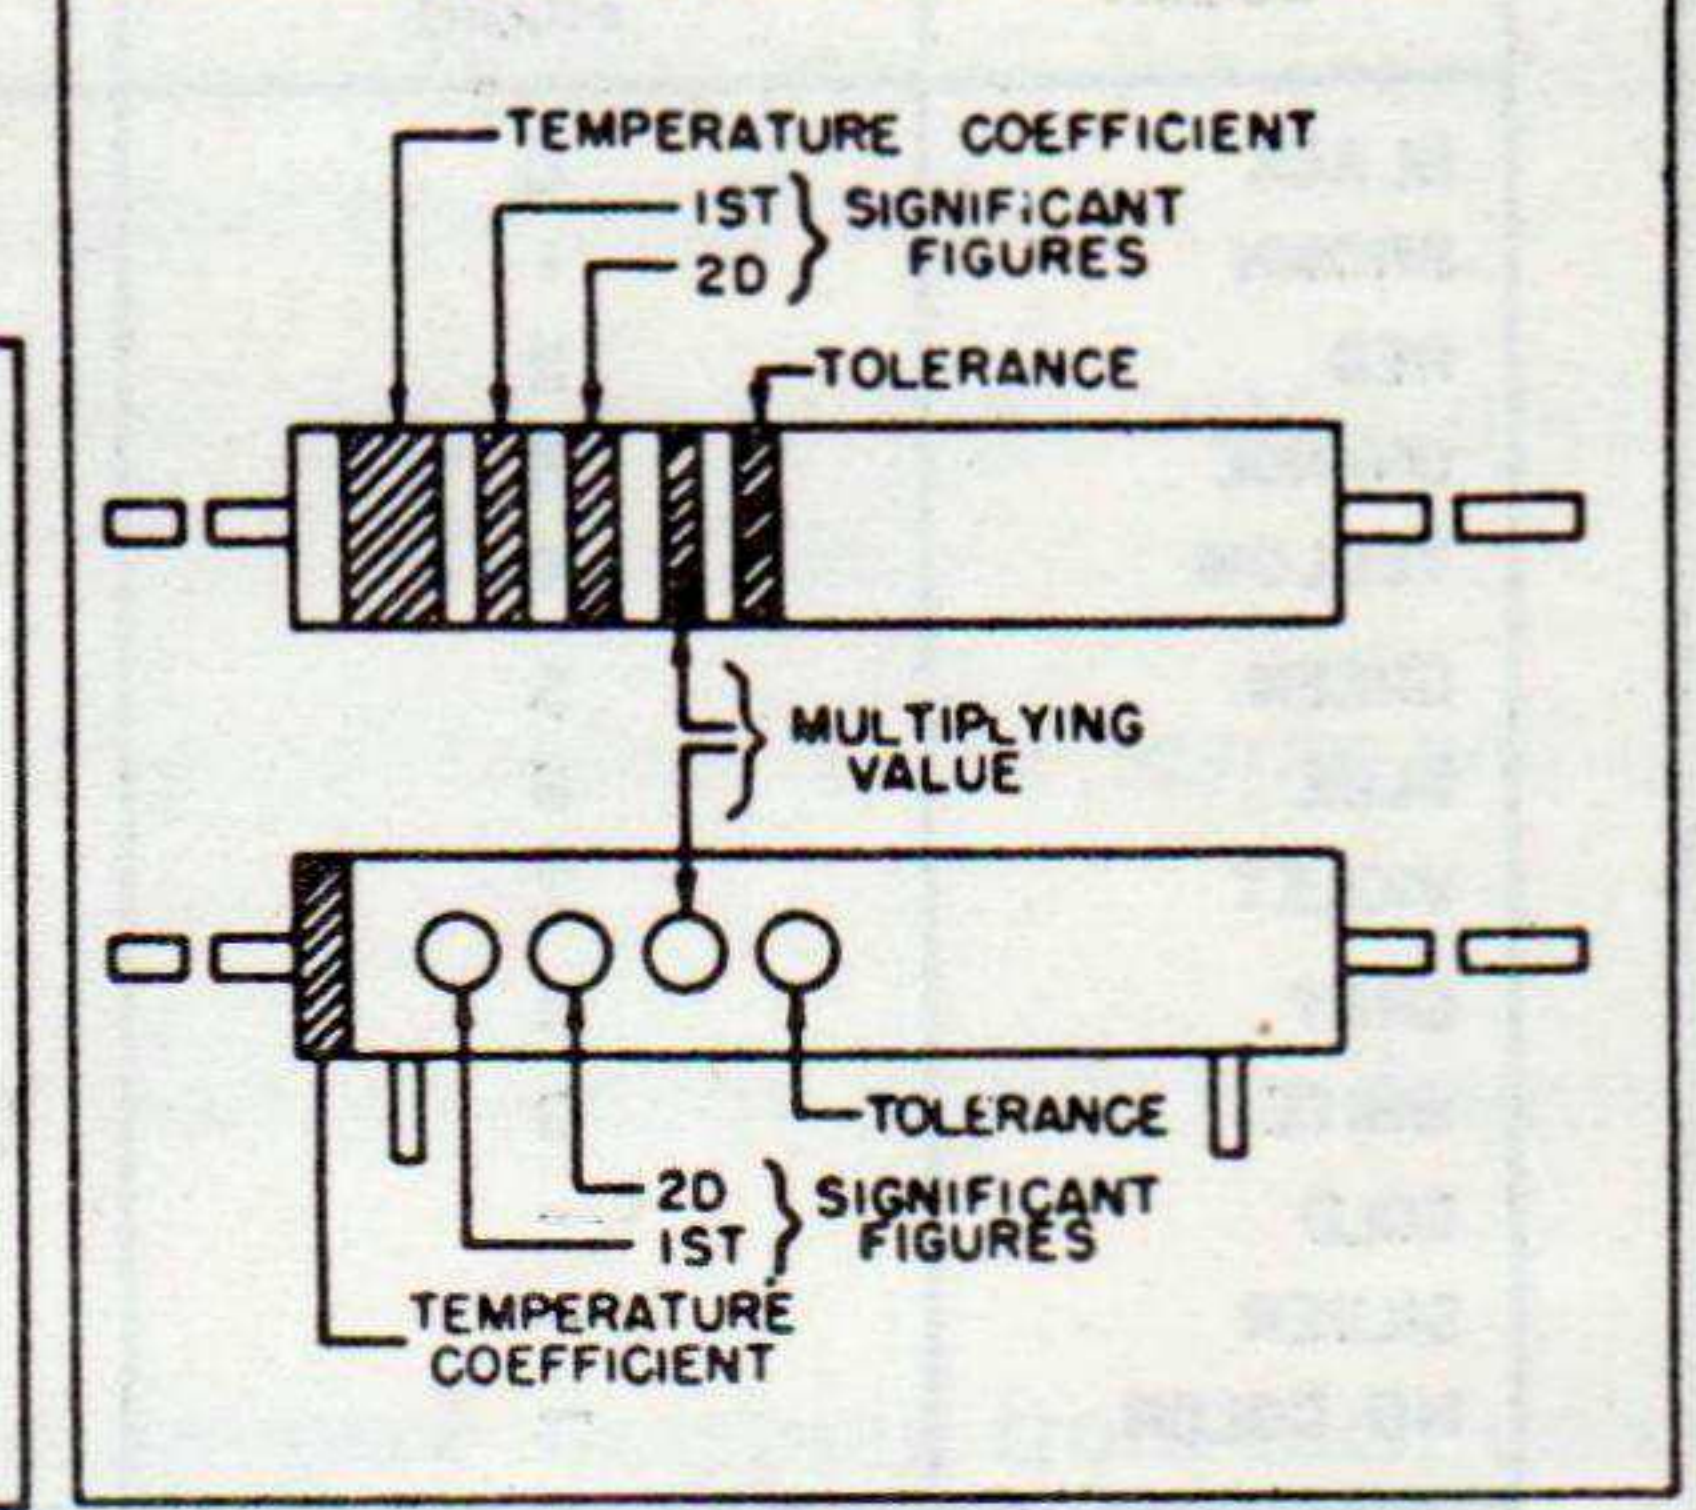 TEMPERATURE COEFFICIENT
1ST } SIGNIFICANT
2D FIGURES
TOLERANCE
MULTIPLYING
VALUE
TOLERANCE
2D } SIGNIFICANT
1ST FIGURES
TEMPERATURE
COEFFICIENT